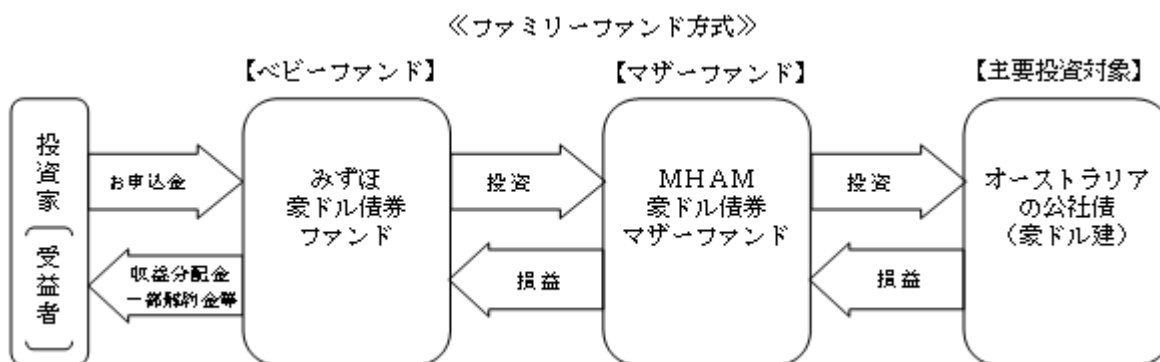 ≪ファミリーファンド方式≫
【ベビーファンド】
【マザーファンド】
【主要投資対象】
投資家
受益者
お申込金
収益分配金
一部解約金等
みずほ
豪ドル債券
ファンド
投資
損益
MHAM
豪ドル債券
マザーファンド
投資
損益
オーストラリア
の公社債
(豪ドル建)